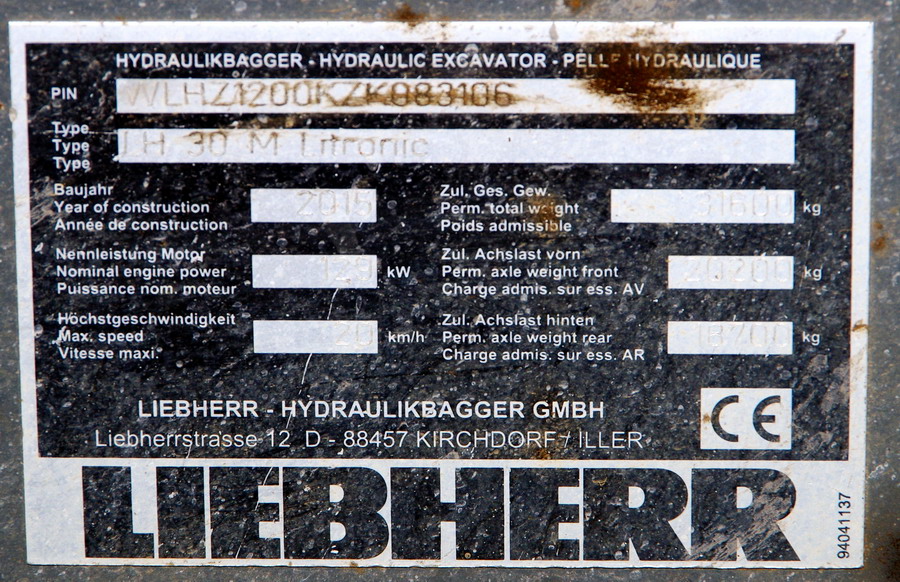 HYDRAULIKBAGGER - HYDRAULIC EXCAVATOR - PELLE HYDRAULIQUE
PIN WLHZ1200KZK083106
Type
Type LH 30 M Litronic
Type
Baujahr
Year of construction 2015
Année de construction
Zul. Ges. Gew.
Perm. total weight 31600 kg
Poids admissible
Nennleistung Motor
Nominal engine power 129 kW
Puissance nom. moteur
Zul. Achslast vorn
Perm. axle weight front kg
Charge admis. sur ess. AV
Höchstgeschwindigkeit
Max. speed 20 km/h
Vitesse maxi.
Zul. Achslast hinten
Perm. axle weight rear 18700 kg
Charge admis. sur ess. AR
LIEBHERR - HYDRAULIKBAGGER GMBH
Liebherrstrasse 12 D - 88457 KIRCHDORF / ILLER
CE
LIEBHERR
94041137